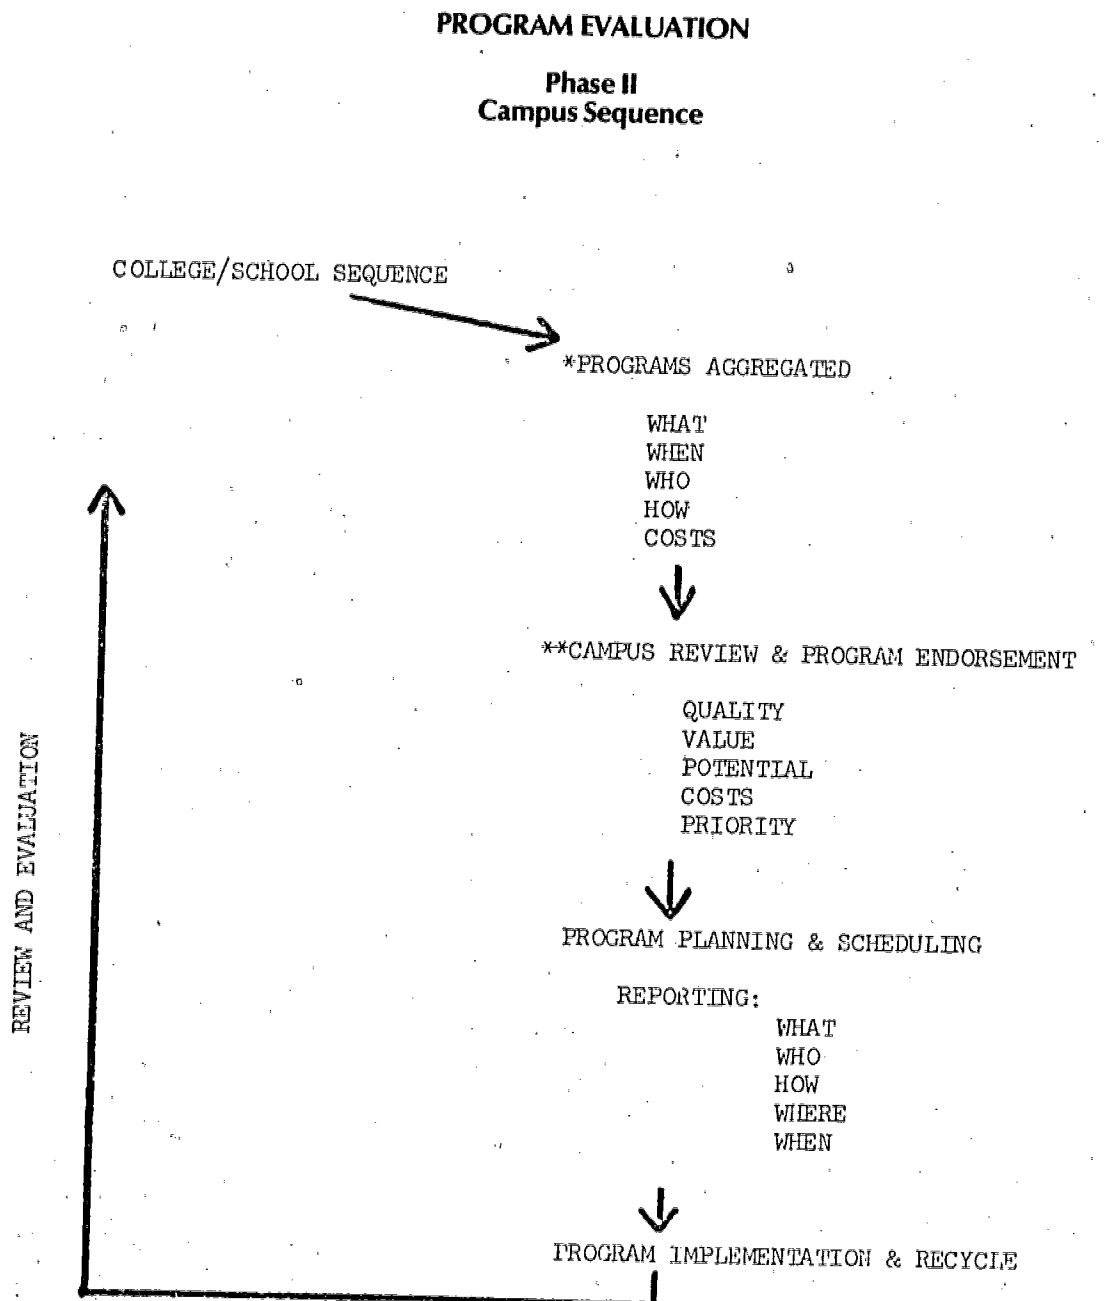 PROGRAM EVALUATION
Phase II
Campus Sequence
COLLEGE/SCHOOL SEQUENCE
*PROGRAMS AGGREGATED
WHAT
WHEN
WHO
HOW
COSTS
**CAMPUS REVIEW & PROGRAM ENDORSEMENT
QUALITY
VALUE
POTENTIAL
COSTS
PRIORITY
PROGRAM PLANNING & SCHEDULING
REPORTING:
WHAT
WHO
HOW
WHERE
WHEN
PROGRAM IMPLEMENTATION & RECYCLE
REVIEW AND EVALUATION